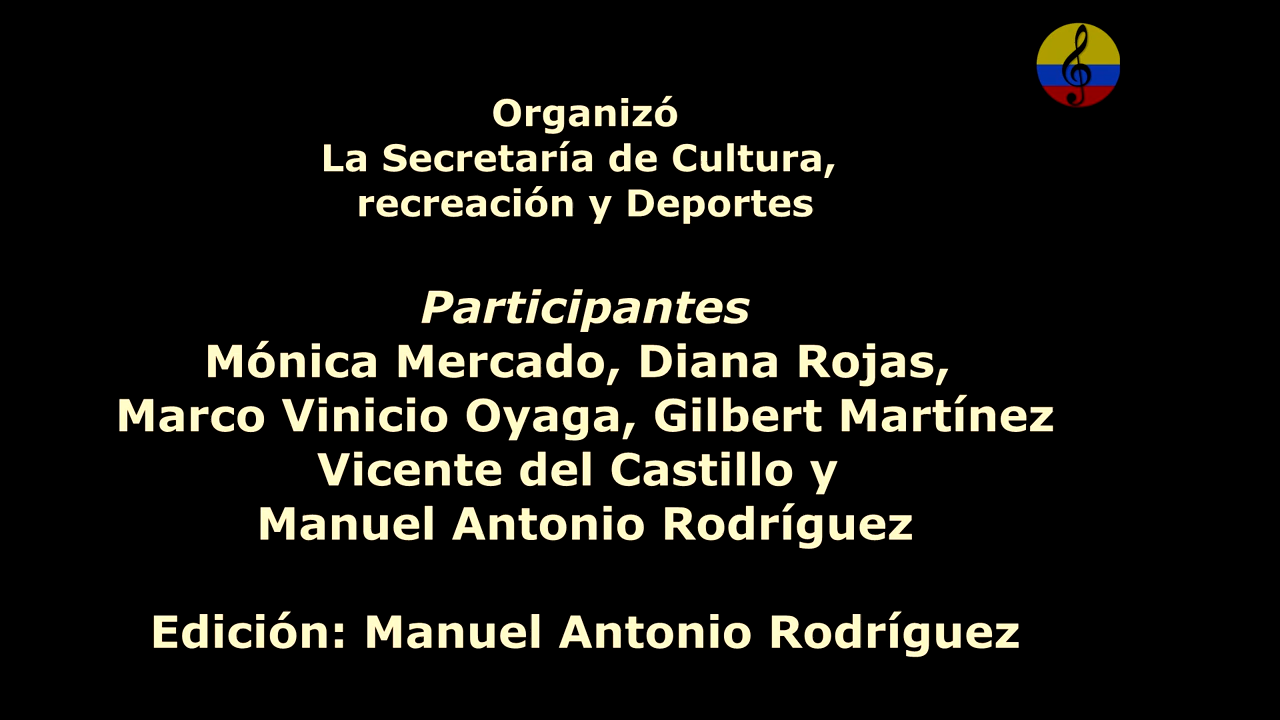 Organizó
La Secretaría de Cultura,
recreación y Deportes
Participantes
Mónica Mercado, Diana Rojas,
Marco Vinicio Oyaga, Gilbert Martínez
Vicente del Castillo y
Manuel Antonio Rodríguez
Edición: Manuel Antonio Rodríguez